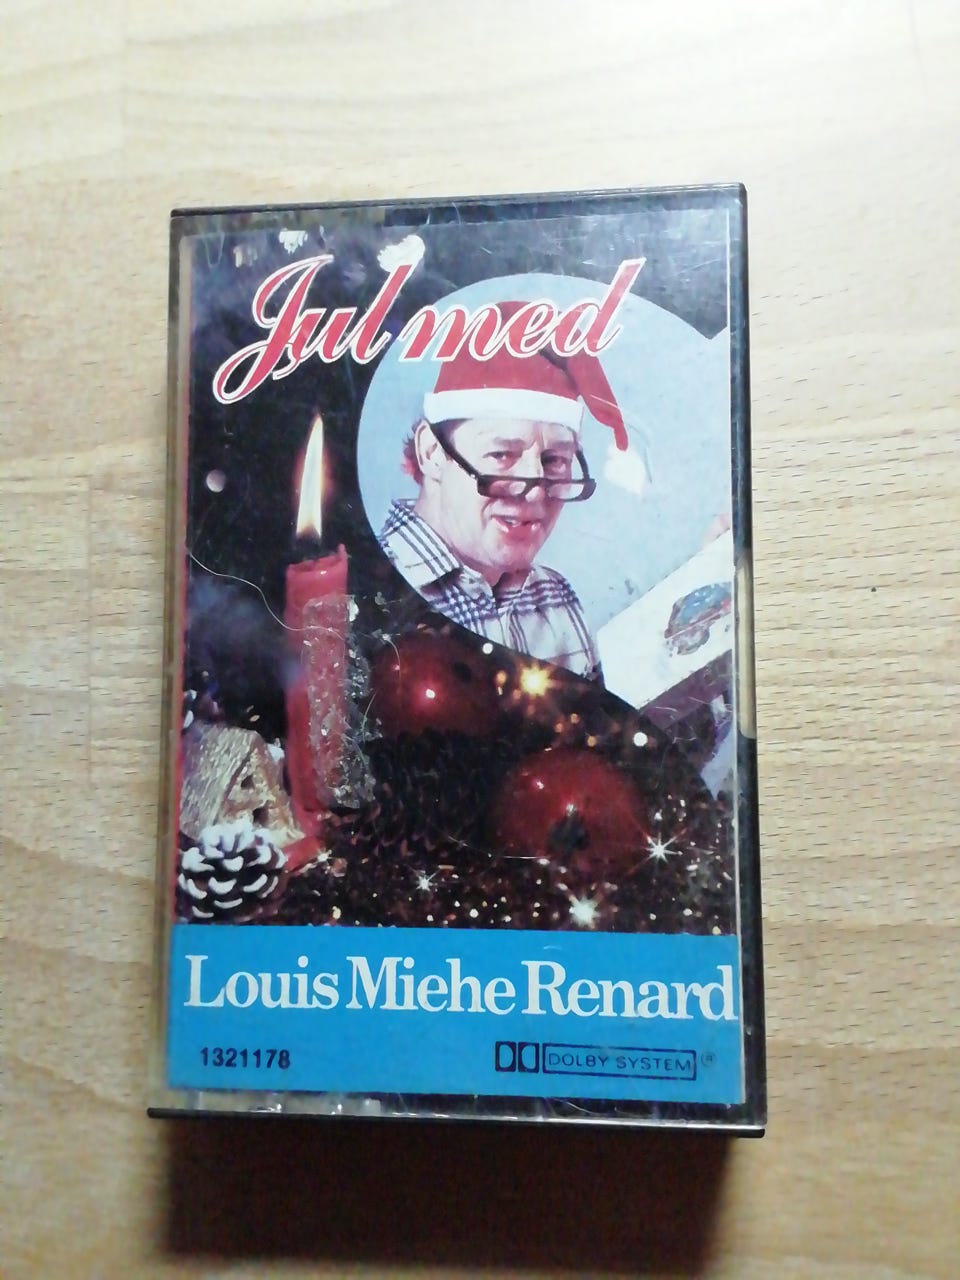 Jul med
Louis Miehe Renard
1321178
DOLBY SYSTEM ®